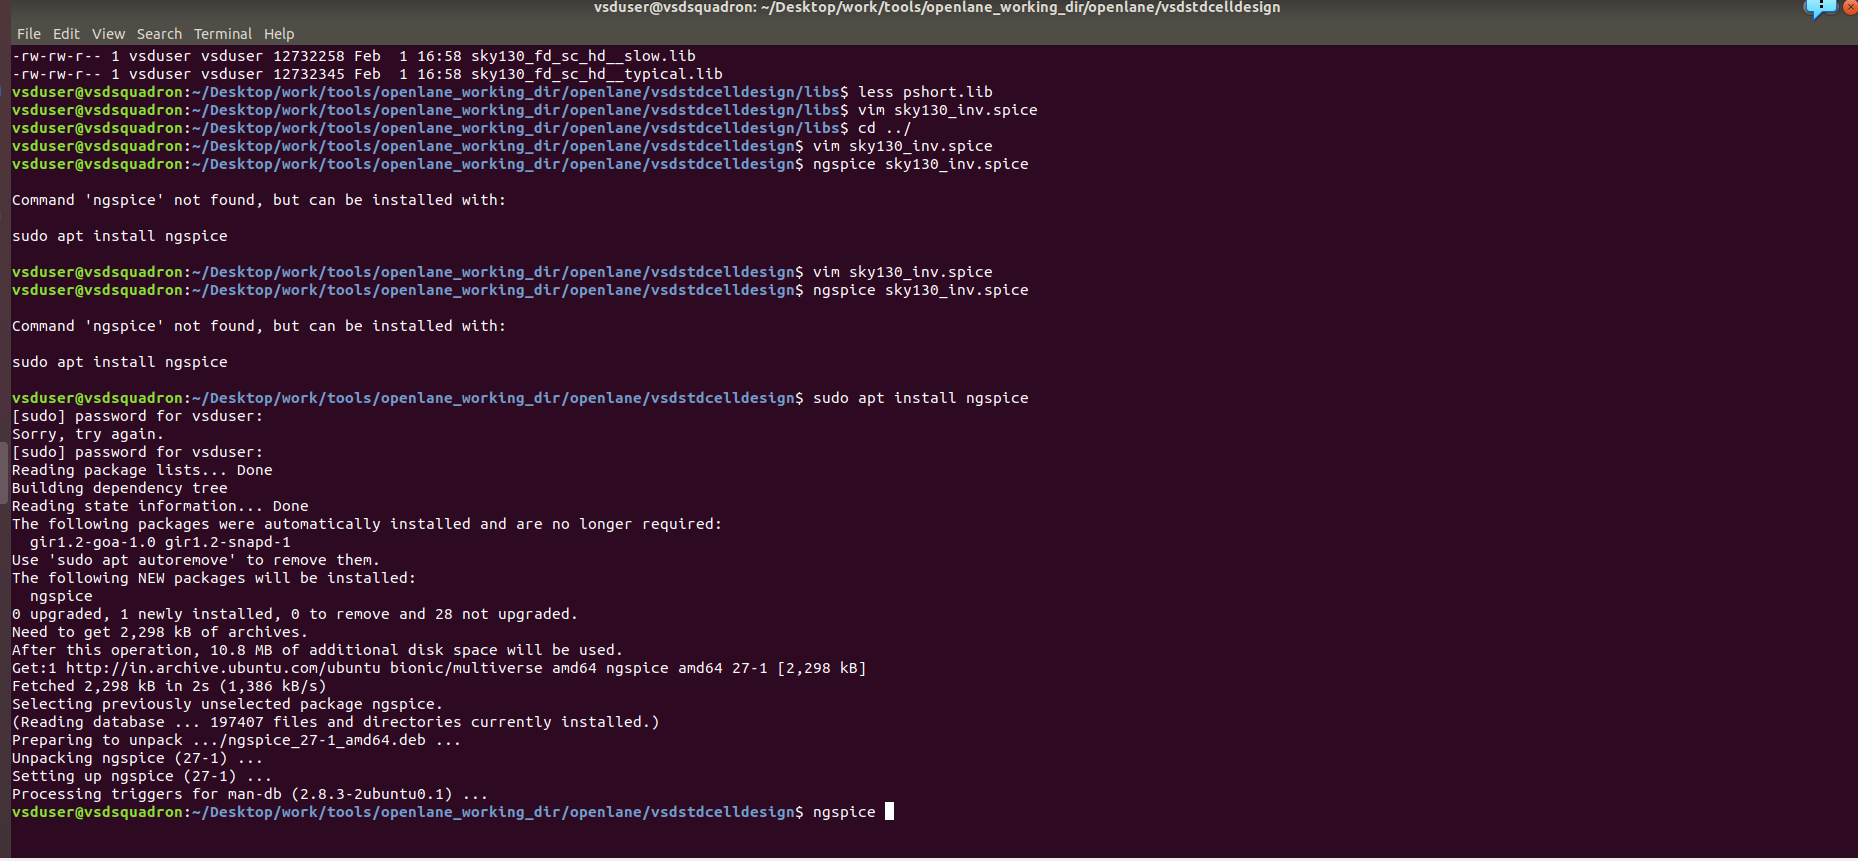 vsduser@vsdsquadron: ~/Desktop/work/tools/openlane_working_dir/openlane/vsdstdcelldesign
File Edit View Search Terminal Help
-rw-rw-r-- 1 vsduser vsduser 12732258 Feb  1 16:58 sky130_fd_sc_hd__slow.lib
-rw-rw-r-- 1 vsduser vsduser 12732345 Feb  1 16:58 sky130_fd_sc_hd__typical.lib
vsduser@vsdsquadron:~/Desktop/work/tools/openlane_working_dir/openlane/vsdstdcelldesign/libs$ less pshort.lib
vsduser@vsdsquadron:~/Desktop/work/tools/openlane_working_dir/openlane/vsdstdcelldesign/libs$ vim sky130_inv.spice
vsduser@vsdsquadron:~/Desktop/work/tools/openlane_working_dir/openlane/vsdstdcelldesign/libs$ cd ../
vsduser@vsdsquadron:~/Desktop/work/tools/openlane_working_dir/openlane/vsdstdcelldesign$ vim sky130_inv.spice
vsduser@vsdsquadron:~/Desktop/work/tools/openlane_working_dir/openlane/vsdstdcelldesign$ ngspice sky130_inv.spice
Command 'ngspice' not found, but can be installed with:
sudo apt install ngspice
vsduser@vsdsquadron:~/Desktop/work/tools/openlane_working_dir/openlane/vsdstdcelldesign$ vim sky130_inv.spice
vsduser@vsdsquadron:~/Desktop/work/tools/openlane_working_dir/openlane/vsdstdcelldesign$ ngspice sky130_inv.spice
Command 'ngspice' not found, but can be installed with:
sudo apt install ngspice
vsduser@vsdsquadron:~/Desktop/work/tools/openlane_working_dir/openlane/vsdstdcelldesign$ sudo apt install ngspice
[sudo] password for vsduser:
Sorry, try again.
[sudo] password for vsduser:
Reading package lists... Done
Building dependency tree
Reading state information... Done
The following packages were automatically installed and are no longer required:
  gir1.2-goa-1.0 gir1.2-snapd-1
Use 'sudo apt autoremove' to remove them.
The following NEW packages will be installed:
  ngspice
0 upgraded, 1 newly installed, 0 to remove and 28 not upgraded.
Need to get 2,298 kB of archives.
After this operation, 10.8 MB of additional disk space will be used.
Get:1 http://in.archive.ubuntu.com/ubuntu bionic/multiverse amd64 ngspice amd64 27-1 [2,298 kB]
Fetched 2,298 kB in 2s (1,386 kB/s)
Selecting previously unselected package ngspice.
(Reading database ... 197407 files and directories currently installed.)
Preparing to unpack .../ngspice_27-1_amd64.deb ...
Unpacking ngspice (27-1) ...
Setting up ngspice (27-1) ...
Processing triggers for man-db (2.8.3-2ubuntu0.1) ...
vsduser@vsdsquadron:~/Desktop/work/tools/openlane_working_dir/openlane/vsdstdcelldesign$ ngspice